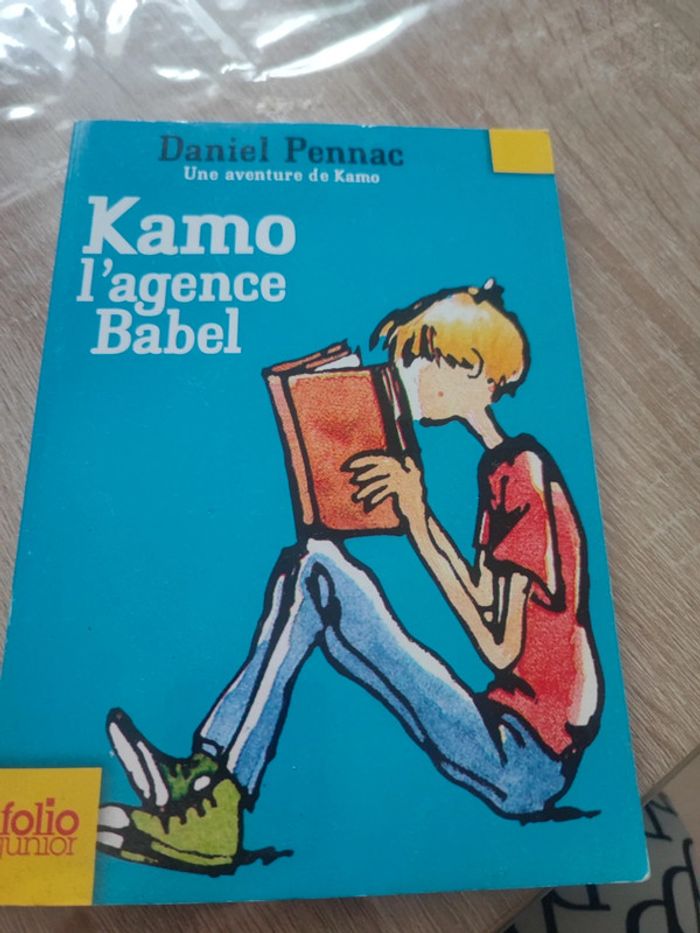 Daniel Pennac
Une aventure de Kamo
Kamo
l'agence
Babel
folio
junior